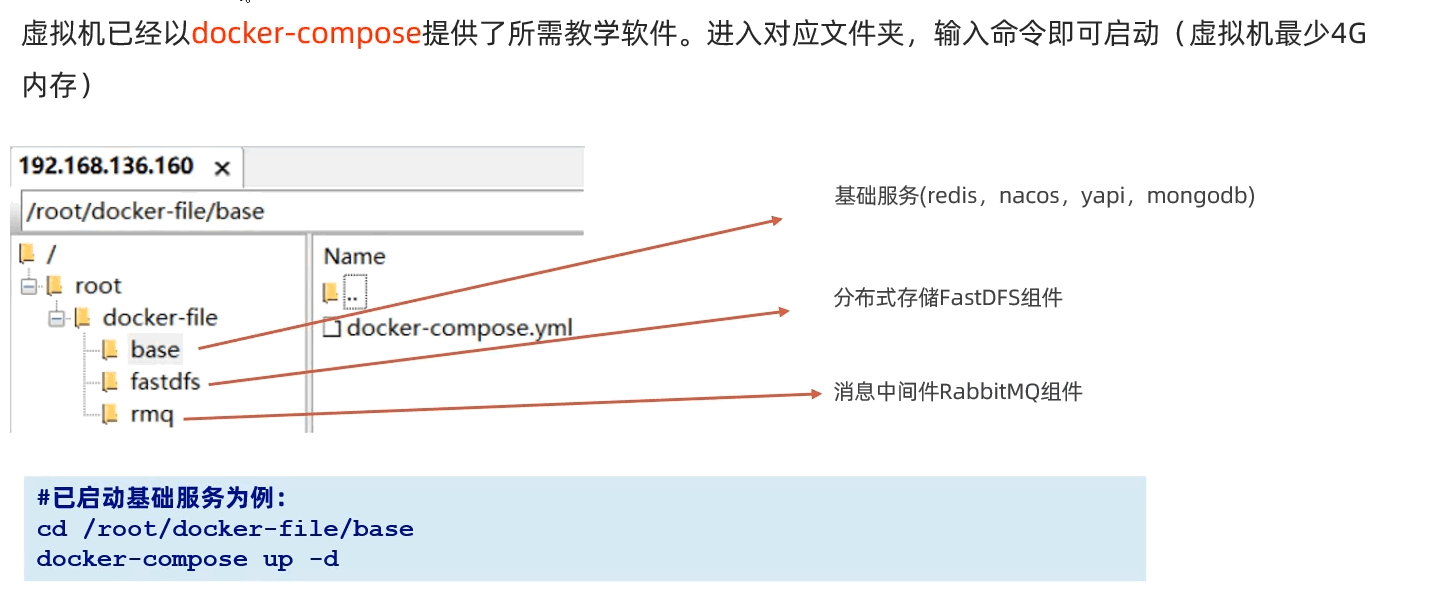 虚拟机已经以docker-compose提供了所需教学软件。进入对应文件夹，输入命令即可启动（虚拟机最少4G
内存）
192.168.136.160 ×
/root/docker-file/base
/
root
docker-file
base
fastdfs
rmq
Name
..
docker-compose.yml
基础服务(redis，nacos，yapi，mongodb)
分布式存储FastDFS组件
消息中间件RabbitMQ组件
#已启动基础服务为例：
cd /root/docker-file/base
docker-compose up -d